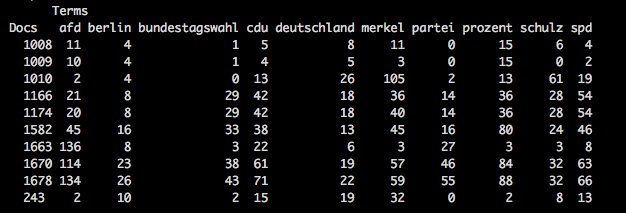 Terms
Docs afd berlin bundestagswahl cdu deutschland merkel partei prozent schulz spd
1008 11 4 1 5 8 11 0 15 6 4
1009 10 4 1 4 5 3 0 15 0 2
1010 2 4 0 13 26 105 2 13 61 19
1166 21 8 29 42 18 36 14 36 28 54
1174 20 8 29 42 18 40 14 36 28 54
1582 45 16 33 38 13 45 16 80 24 46
1663 136 8 3 22 6 3 27 3 3 8
1670 114 23 38 61 19 57 46 84 32 63
1678 134 26 43 71 22 59 55 88 32 66
243 2 10 2 15 19 32 0 2 8 13